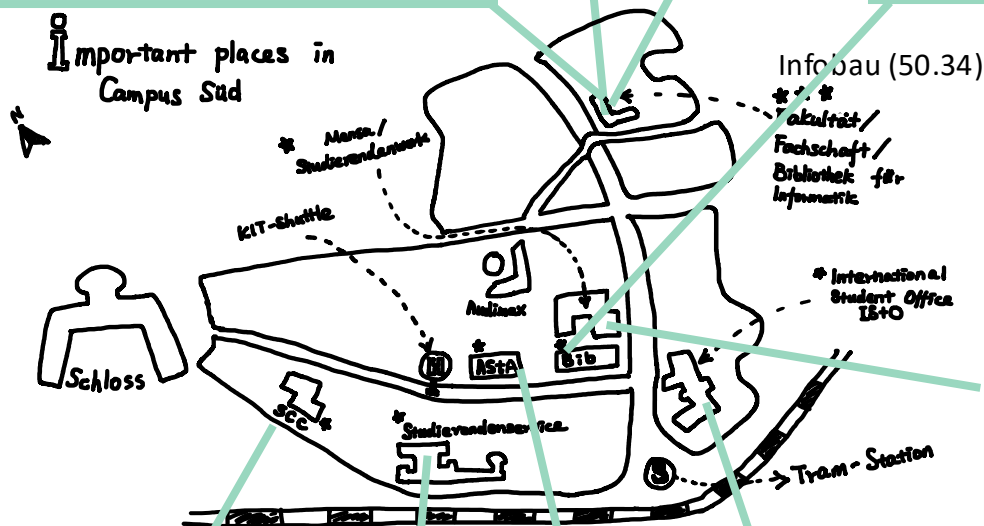 Important places in
Campus Süd
N
Infobau (50.34)
* * *
Fakultät/
Fachschaft/
Bibliothek für
Informatik
* Mensa/
Studierendenwerk
KIT-Shuttle
* International
Student Office
IStO
Audimax
Schloss
H
* AStA
* Bib
SCC *
* Studierendenservice
S
Tram-Station